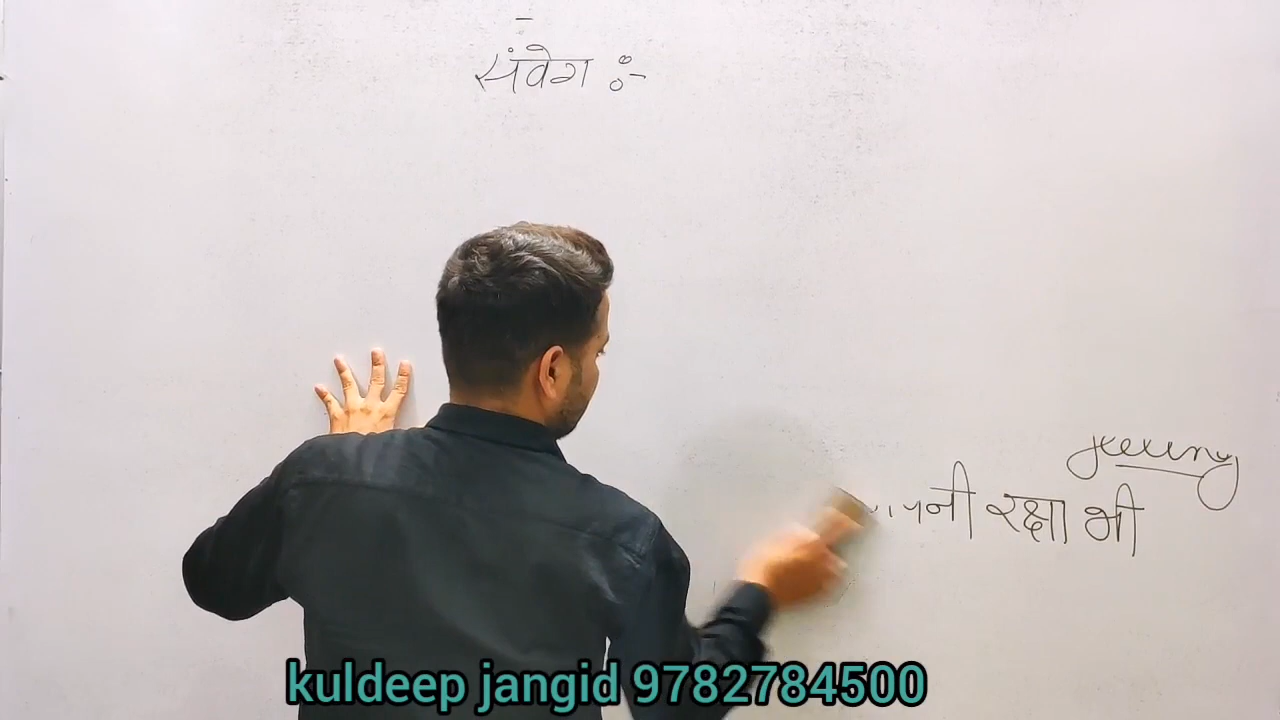 संवेग :-
feeling
नी रक्षा भी
kuldeep jangid 9782784500